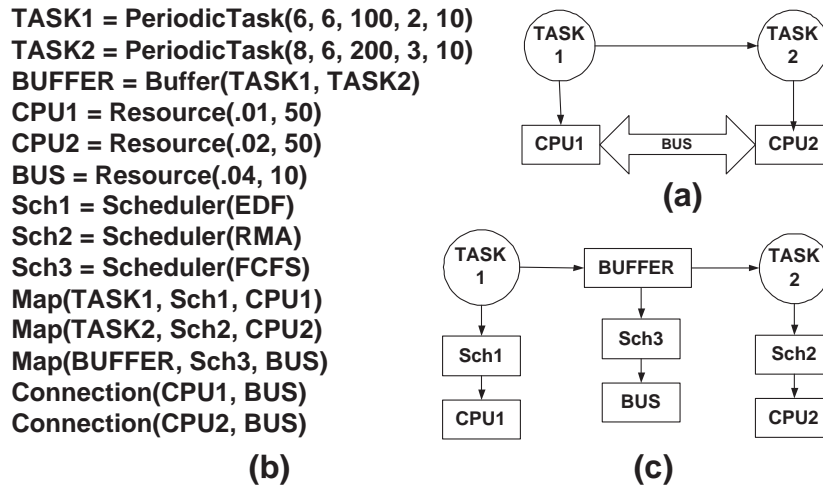 TASK1 = PeriodicTask(6, 6, 100, 2, 10)
TASK2 = PeriodicTask(8, 6, 200, 3, 10)
BUFFER = Buffer(TASK1, TASK2)
CPU1 = Resource(.01, 50)
CPU2 = Resource(.02, 50)
BUS = Resource(.04, 10)
Sch1 = Scheduler(EDF)
Sch2 = Scheduler(RMA)
Sch3 = Scheduler(FCFS)
Map(TASK1, Sch1, CPU1)
Map(TASK2, Sch2, CPU2)
Map(BUFFER, Sch3, BUS)
Connection(CPU1, BUS)
Connection(CPU2, BUS)
(b)
TASK
1
TASK
2
CPU1
BUS
CPU2
(a)
TASK
1
BUFFER
TASK
2
Sch1
Sch3
Sch2
CPU1
BUS
CPU2
(c)